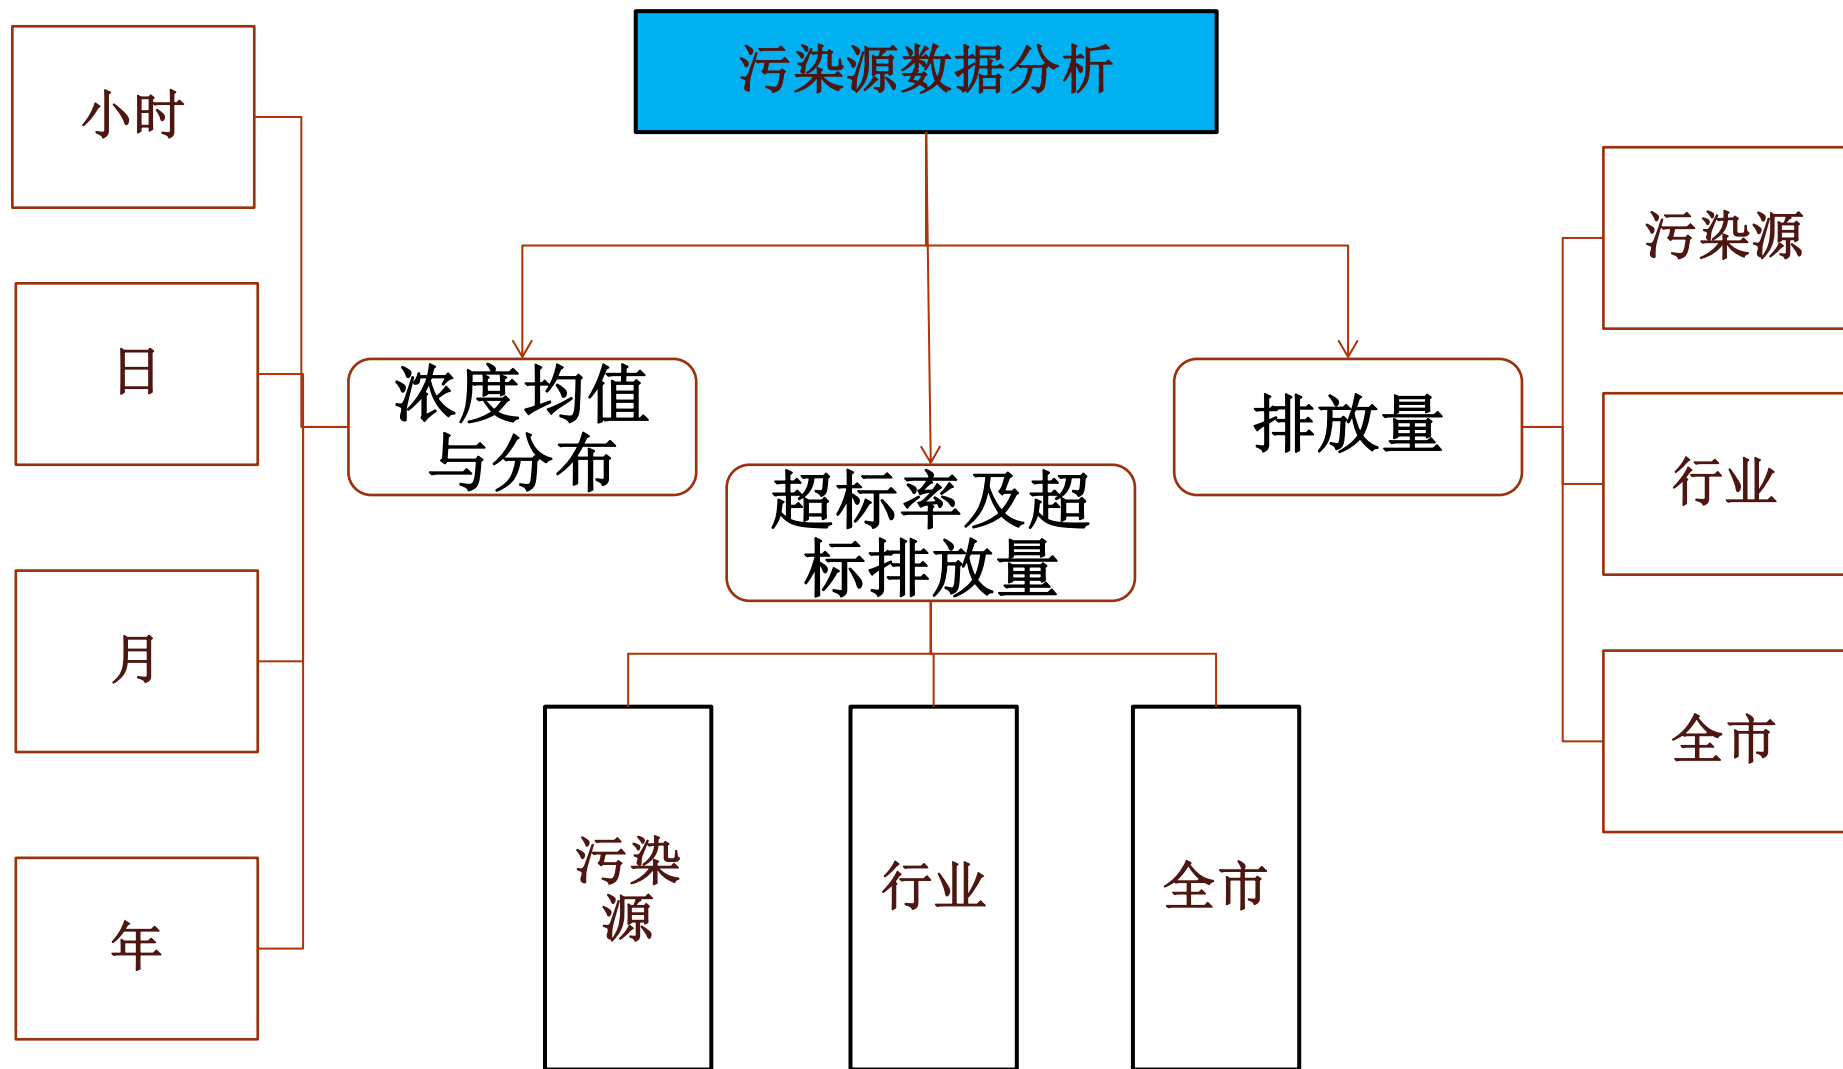 污染源数据分析
小时
日
月
年
浓度均值
与分布
超标率及超
标排放量
排放量
污染源
行业
全市
污染
源
行业
全市